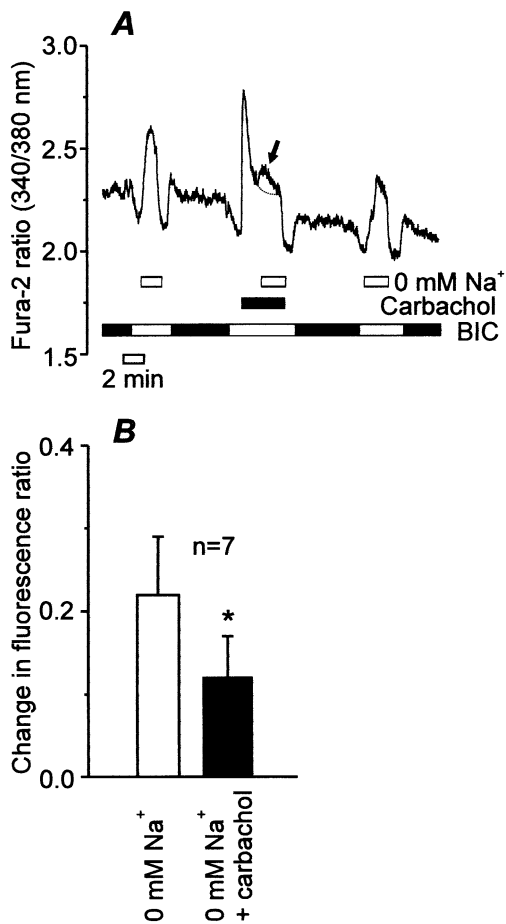 A
Fura-2 ratio (340/380 nm)
3.0
2.5
2.0
1.5
0 mM Na+
Carbachol
BIC
2 min
B
Change in fluorescence ratio
0.4
0.2
0.0
n=7
*
0 mM Na+
0 mM Na+
+ carbachol